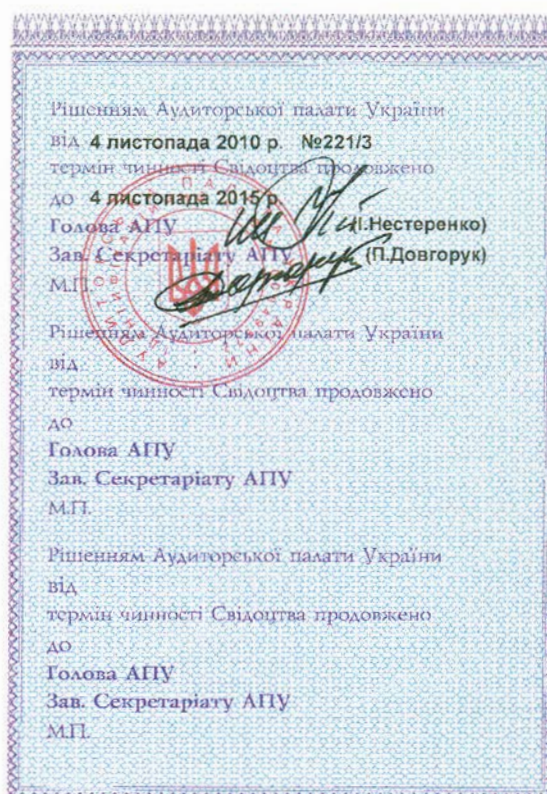 Рішенням Аудиторської палати України
від 4 листопада 2010 р. №221/3
термін чинності Свідоцтва продовжено
до 4 листопада 2015 р.
Голова АПУ (І.Нестеренко)
Зав. Секретаріату АПУ (П.Довгорук)
М.П.
Рішенням Аудиторської палати України
від
термін чинності Свідоцтва продовжено
до
Голова АПУ
Зав. Секретаріату АПУ
М.П.
Рішенням Аудиторської палати України
від
термін чинності Свідоцтва продовжено
до
Голова АПУ
Зав. Секретаріату АПУ
М.П.